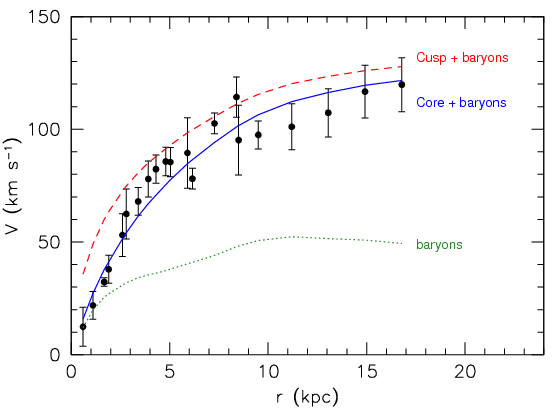 150
100
50
0
V (km s⁻¹)
Cusp + baryons
Core + baryons
baryons
0 5 10 15 20
r (kpc)